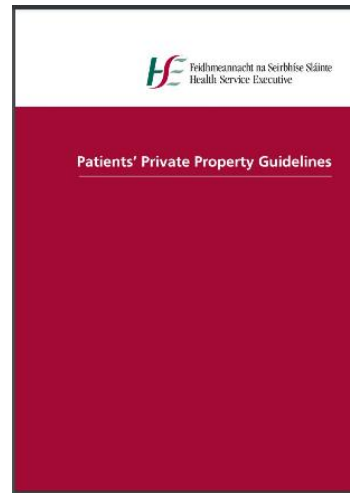 Feidhmeannacht na Seirbhíse Sláinte
Health Service Executive
Patients' Private Property Guidelines